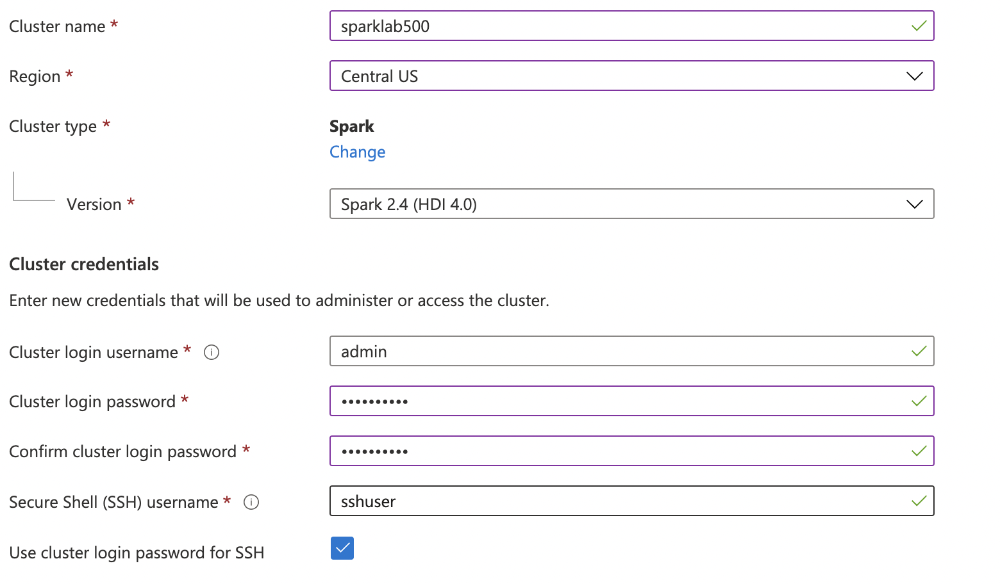 Cluster name * sparklab500
Region * Central US
Cluster type * Spark
Change
Version * Spark 2.4 (HDI 4.0)
Cluster credentials
Enter new credentials that will be used to administer or access the cluster.
Cluster login username * admin
Cluster login password * ••••••••••
Confirm cluster login password * ••••••••••
Secure Shell (SSH) username * sshuser
Use cluster login password for SSH